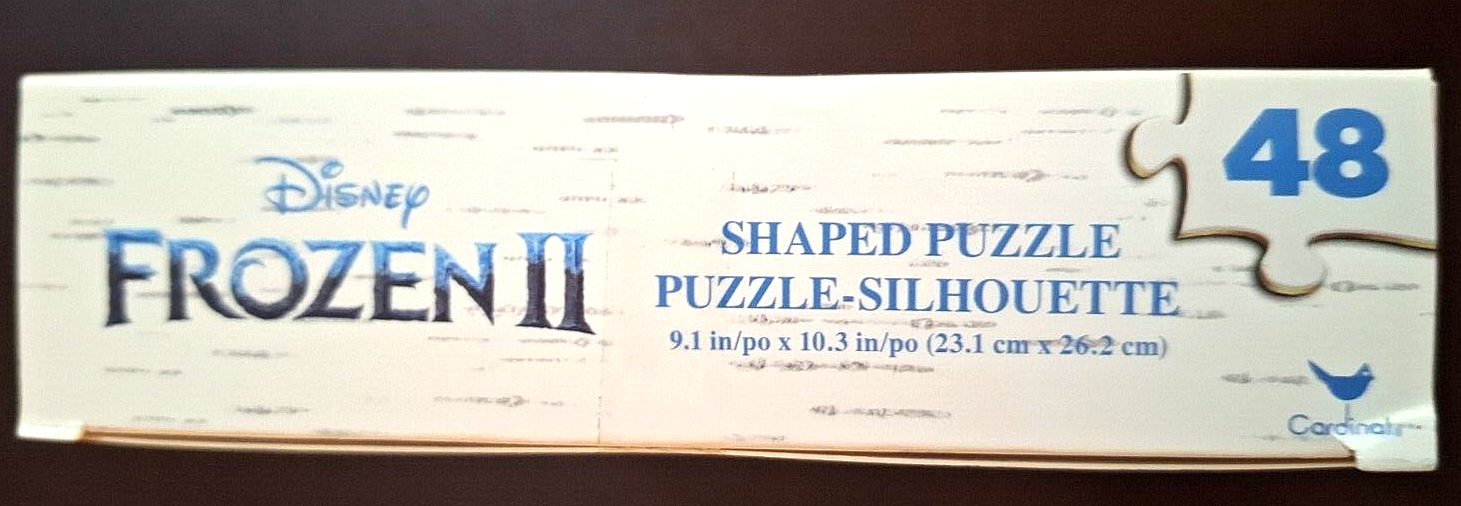 Disney
FROZEN II
SHAPED PUZZLE
PUZZLE-SILHOUETTE
9.1 in/po x 10.3 in/po (23.1 cm x 26.2 cm)
48
Cardinal